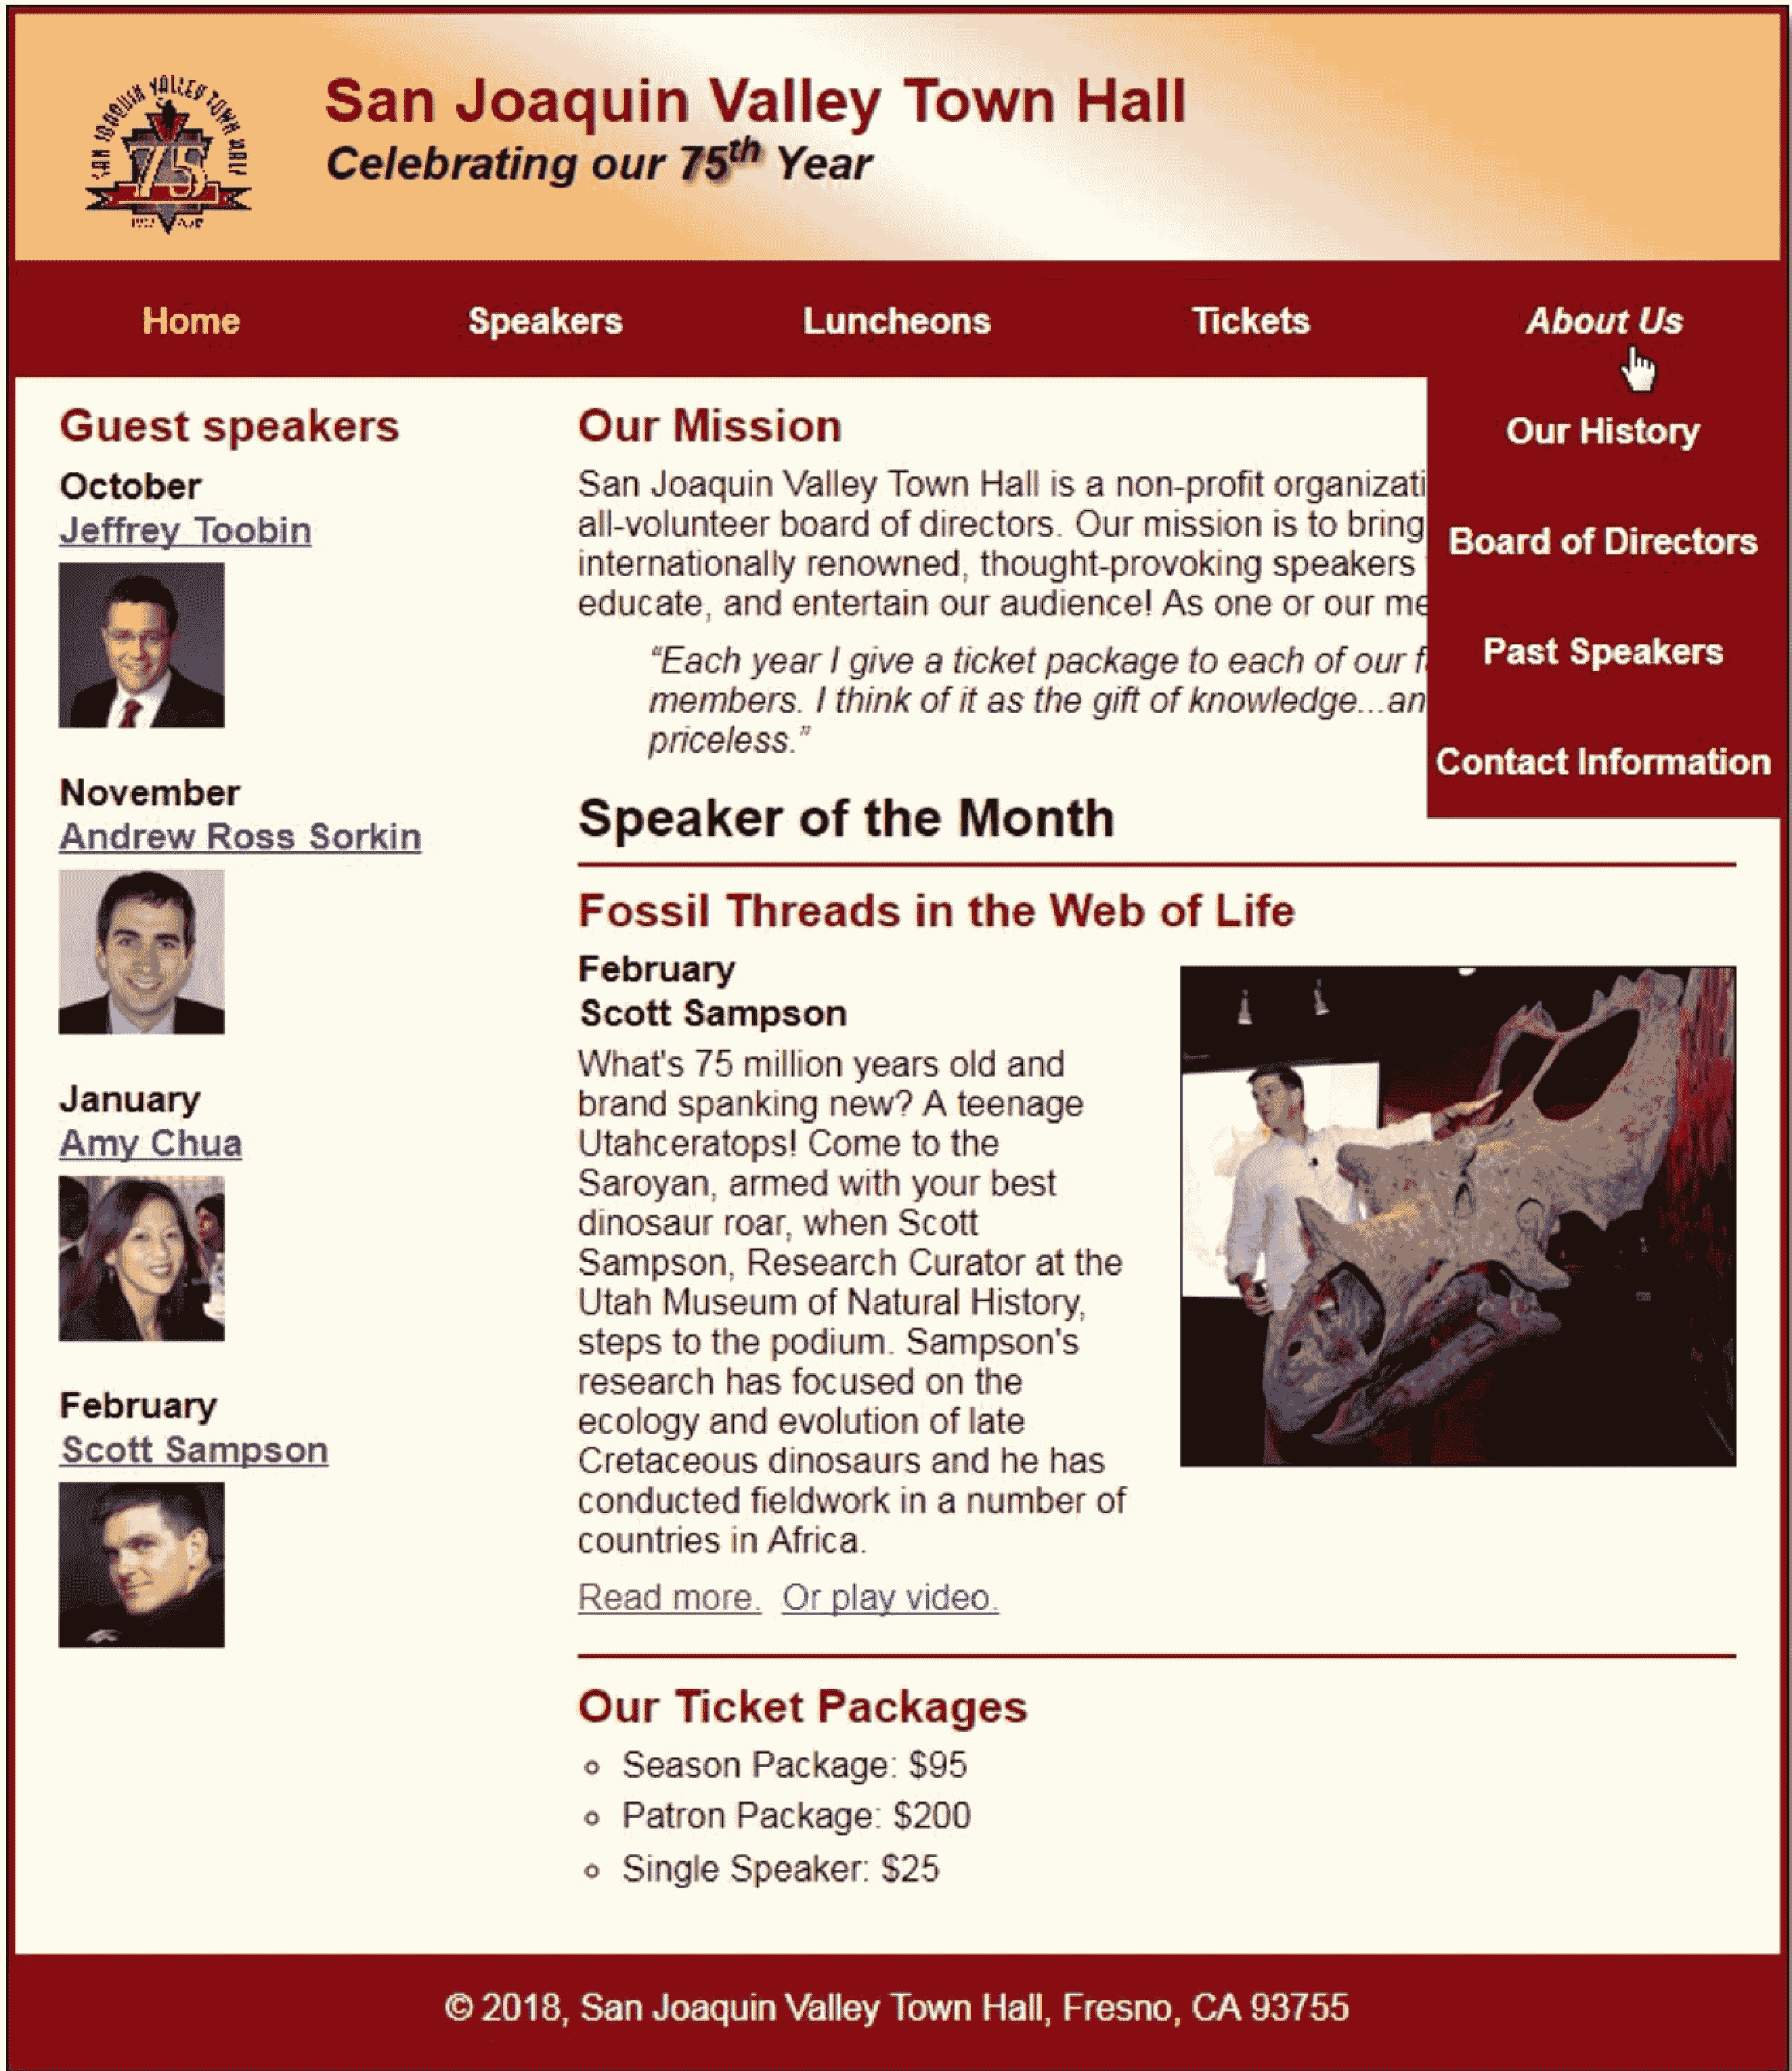 SAN JOAQUIN VALLEY TOWN HALL
75
San Joaquin Valley Town Hall
Celebrating our 75th Year
Home Speakers Luncheons Tickets About Us
Our History
Board of Directors
Past Speakers
Contact Information
Guest speakers
October
Jeffrey Toobin
November
Andrew Ross Sorkin
January
Amy Chua
February
Scott Sampson
Our Mission
San Joaquin Valley Town Hall is a non-profit organizati
all-volunteer board of directors. Our mission is to bring
internationally renowned, thought-provoking speakers
educate, and entertain our audience! As one or our me
“Each year I give a ticket package to each of our f
members. I think of it as the gift of knowledge...an
priceless.”
Speaker of the Month
Fossil Threads in the Web of Life
February
Scott Sampson
What's 75 million years old and
brand spanking new? A teenage
Utahceratops! Come to the
Saroyan, armed with your best
dinosaur roar, when Scott
Sampson, Research Curator at the
Utah Museum of Natural History,
steps to the podium. Sampson's
research has focused on the
ecology and evolution of late
Cretaceous dinosaurs and he has
conducted fieldwork in a number of
countries in Africa.
Read more. Or play video.
Our Ticket Packages
Season Package: $95
Patron Package: $200
Single Speaker: $25
© 2018, San Joaquin Valley Town Hall, Fresno, CA 93755